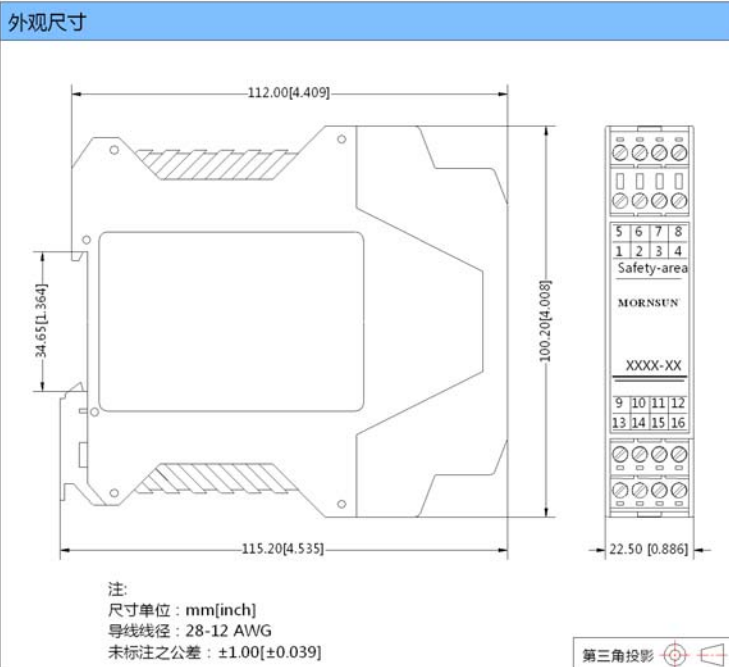 外观尺寸
112.00[4.409]
34.65[1.364]
100.20[4.008]
115.20[4.535]
5 6 7 8
1 2 3 4
Safety-area
MORNSUN
XXXX-XX
9 10 11 12
13 14 15 16
22.50 [0.886]
注:
尺寸单位：mm[inch]
导线线径：28-12 AWG
未标注之公差：±1.00[±0.039]
第三角投影